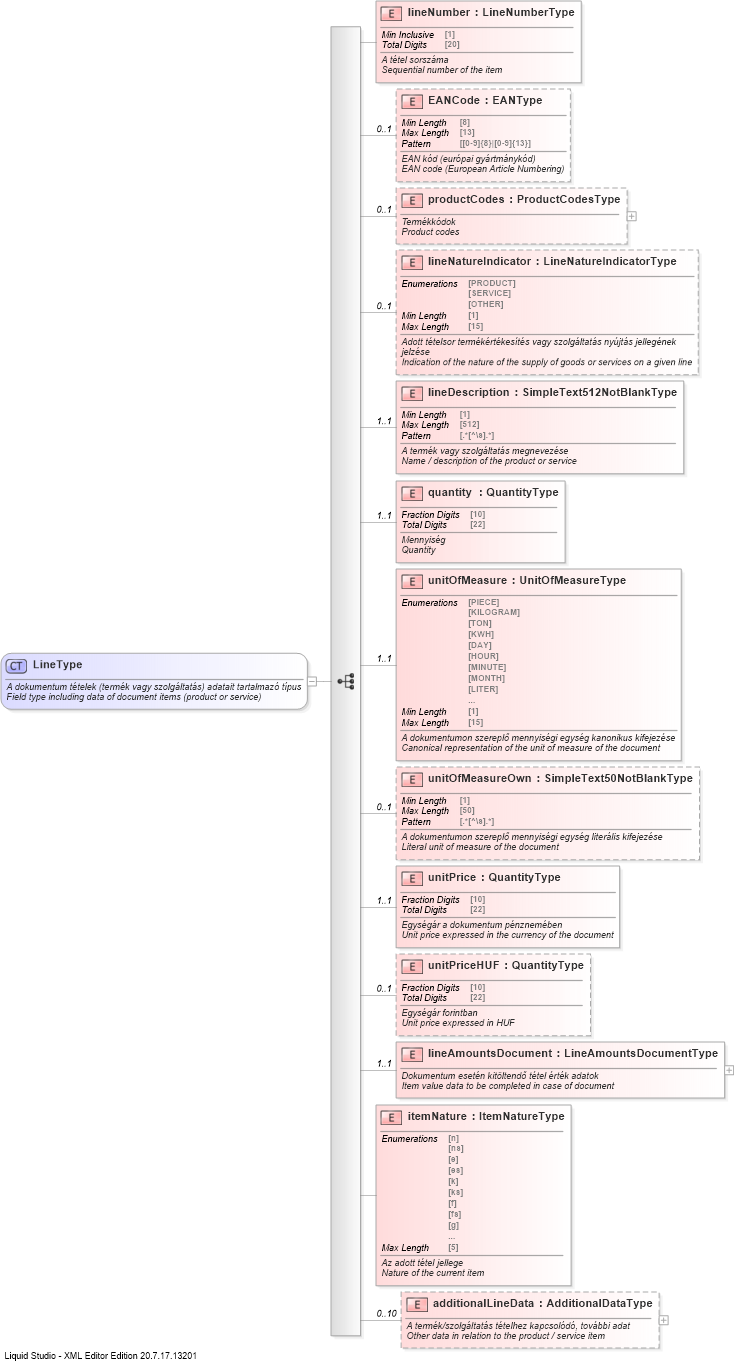 E lineNumber : LineNumberType
Min Inclusive [1]
Total Digits [20]
A tétel sorszáma
Sequential number of the item
E EANCode : EANType
0..1
Min Length [8]
Max Length [13]
Pattern [[0-9]{8}|[0-9]{13}]
EAN kód (európai gyártmánykód)
EAN code (European Article Numbering)
E productCodes : ProductCodesType
0..1
Termékkódok
Product codes
E lineNatureIndicator : LineNatureIndicatorType
Enumerations [PRODUCT]
[SERVICE]
[OTHER]
0..1
Min Length [1]
Max Length [15]
Adott tételsor termékértékesítés vagy szolgáltatás nyújtás jellegének
jelzése
Indication of the nature of the supply of goods or services on a given line
E lineDescription : SimpleText512NotBlankType
Min Length [1]
1..1
Max Length [512]
Pattern [.*[^\s].*]
A termék vagy szolgáltatás megnevezése
Name / description of the product or service
E quantity : QuantityType
1..1
Fraction Digits [10]
Total Digits [22]
Mennyiség
Quantity
E unitOfMeasure : UnitOfMeasureType
Enumerations [PIECE]
[KILOGRAM]
[TON]
[KWH]
[DAY]
[HOUR]
1..1
[MINUTE]
[MONTH]
[LITER]
...
Min Length [1]
Max Length [15]
A dokumentumon szereplő mennyiségi egység kanonikus kifejezése
Canonical representation of the unit of measure of the document
CT LineType
A dokumentum tételek (termék vagy szolgáltatás) adatait tartalmazó típus
Field type including data of document items (product or service)
E unitOfMeasureOwn : SimpleText50NotBlankType
0..1
Min Length [1]
Max Length [50]
Pattern [.*[^\s].*]
A dokumentumon szereplő mennyiségi egység literális kifejezése
Literal unit of measure of the document
E unitPrice : QuantityType
1..1
Fraction Digits [10]
Total Digits [22]
Egységár a dokumentum pénznemében
Unit price expressed in the currency of the document
E unitPriceHUF : QuantityType
0..1
Fraction Digits [10]
Total Digits [22]
Egységár forintban
Unit price expressed in HUF
E lineAmountsDocument : LineAmountsDocumentType
1..1
Dokumentum esetén kitöltendő tétel érték adatok
Item value data to be completed in case of document
E itemNature : ItemNatureType
Enumerations [n]
[ns]
[e]
[es]
[k]
[ks]
[f]
[fs]
[g]
...
Max Length [5]
Az adott tétel jellege
Nature of the current item
E additionalLineData : AdditionalDataType
0..10
A termék/szolgáltatás tételhez kapcsolódó, további adat
Other data in relation to the product / service item
Liquid Studio - XML Editor Edition 20.7.17.13201